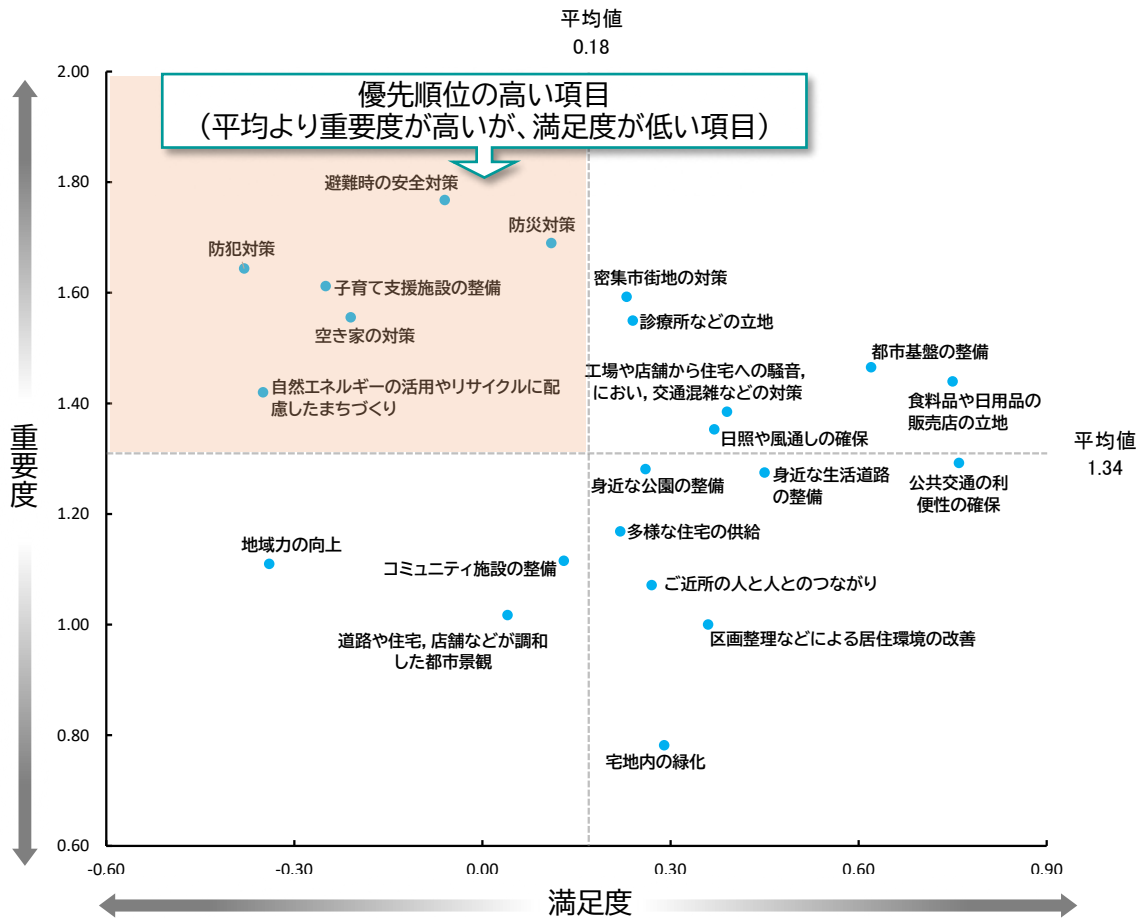 平均値
0.18
2.00
優先順位の高い項目
（平均より重要度が高いが、満足度が低い項目）
1.80
避難時の安全対策
防災対策
防犯対策
密集市街地の対策
1.60
子育て支援施設の整備
診療所などの立地
空き家の対策
都市基盤の整備
工場や店舗から住宅への騒音,
におい, 交通混雑などの対策
自然エネルギーの活用やリサイクルに配
慮したまちづくり
1.40
食料品や日用品の
販売店の立地
日照や風通しの確保
重要度
平均値
1.34
身近な公園の整備
身近な生活道路
の整備
公共交通の利
便性の確保
1.20
多様な住宅の供給
地域力の向上
コミュニティ施設の整備
ご近所の人と人とのつながり
1.00
道路や住宅, 店舗などが調和
した都市景観
区画整理などによる居住環境の改善
0.80
宅地内の緑化
0.60
-0.60
-0.30
0.00
0.30
0.60
0.90
満足度